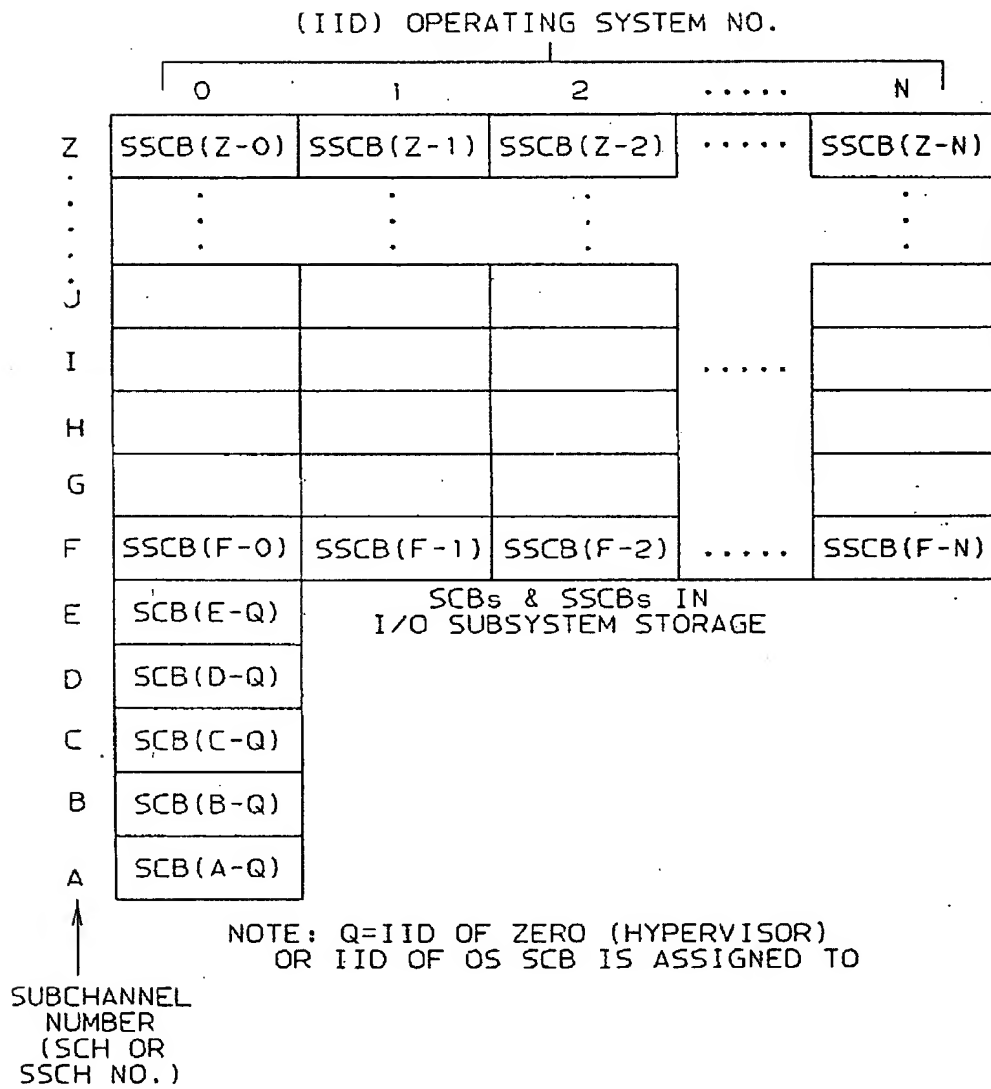 (IID) OPERATING SYSTEM NO.
0 1 2 ..... N
Z SSCB(Z-0) SSCB(Z-1) SSCB(Z-2) ..... SSCB(Z-N)
J
I .....
H
G
F SSCB(F-0) SSCB(F-1) SSCB(F-2) ..... SSCB(F-N)
E SCB(E-Q)
SCBs & SSCBs IN
I/O SUBSYSTEM STORAGE
D SCB(D-Q)
C SCB(C-Q)
B SCB(B-Q)
A SCB(A-Q)
NOTE: Q=IID OF ZERO (HYPERVISOR)
OR IID OF OS SCB IS ASSIGNED TO
SUBCHANNEL
NUMBER
(SCH OR
SSCH NO.)